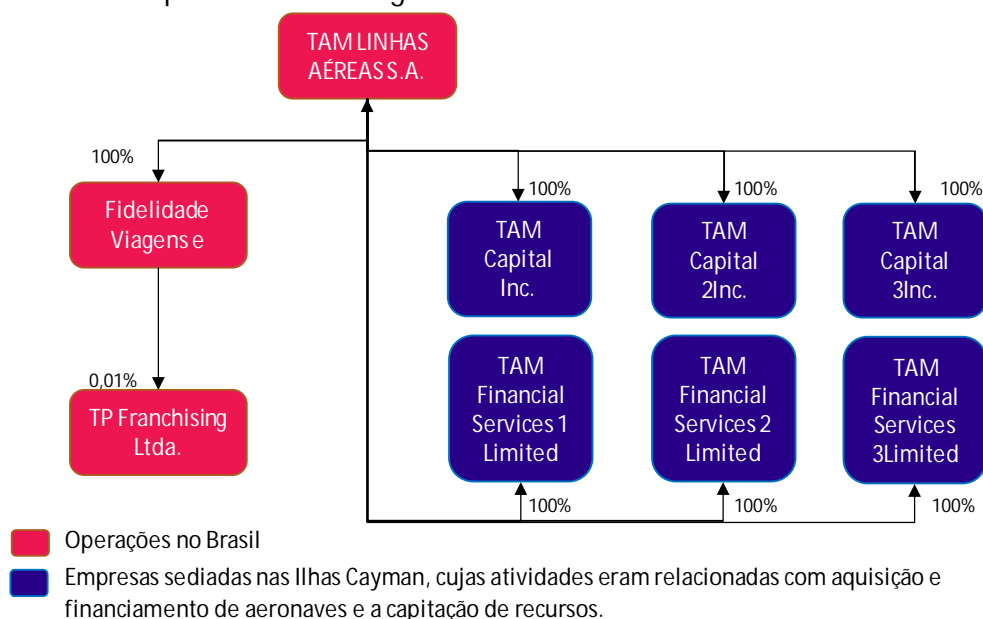 TAM LINHAS
AÉREAS S.A.
100%
Fidelidade
Viagens e
0,01%
TP Franchising
Ltda.
100%
TAM
Capital
Inc.
100%
TAM
Capital
2Inc.
100%
TAM
Capital
3Inc.
TAM
Financial
Services 1
Limited
100%
TAM
Financial
Services 2
Limited
100%
TAM
Financial
Services
3Limited
100%
Operações no Brasil
Empresas sediadas nas Ilhas Cayman, cujas atividades eram relacionadas com aquisição e
financiamento de aeronaves e a capitação de recursos.